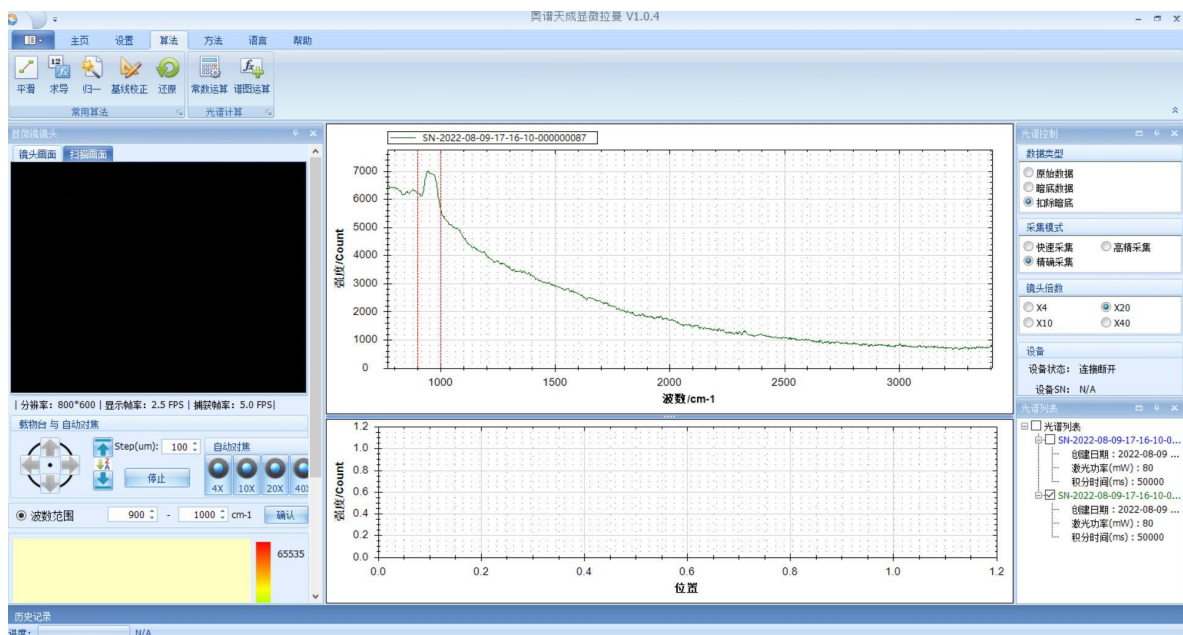 奥谱天成显微拉曼 V1.0.4
主页 设置 算法 方法 语言 帮助
平滑 求导 归一 基线校正 还原 常数运算 谱图运算
常用算法 光谱计算
显微镜镜头
镜头画面 扫描画面
| 分辨率: 800*600 | 显示帧率: 2.5 FPS | 捕获帧率: 5.0 FPS|
载物台 与 自动对焦
Step(um): 100 自动对焦
停止
4X 10X 20X 40X
波数范围 900 - 1000 cm-1 确认
65535
SN-2022-08-09-17-16-10-000000087
强度/Count
7000
6000
5000
4000
3000
2000
1000
0
1000 1500 2000 2500 3000
波数/cm-1
强度/Count
1.2
1.0
0.8
0.6
0.4
0.2
0.0
0.0 0.2 0.4 0.6 0.8 1.0 1.2
位置
光谱控制
数据类型
原始数据
暗底数据
扣除暗底
采集模式
快速采集 高精采集
精确采集
镜头倍数
X4 X20
X10 X40
设备
设备状态: 连接断开
设备SN: N/A
光谱列表
光谱列表
SN-2022-08-09-17-16-10-0...
创建日期 : 2022-08-09 ...
激光功率(mW) : 80
积分时间(ms) : 50000
SN-2022-08-09-17-16-10-0...
创建日期 : 2022-08-09 ...
激光功率(mW) : 80
积分时间(ms) : 50000
历史记录
进度: N/A